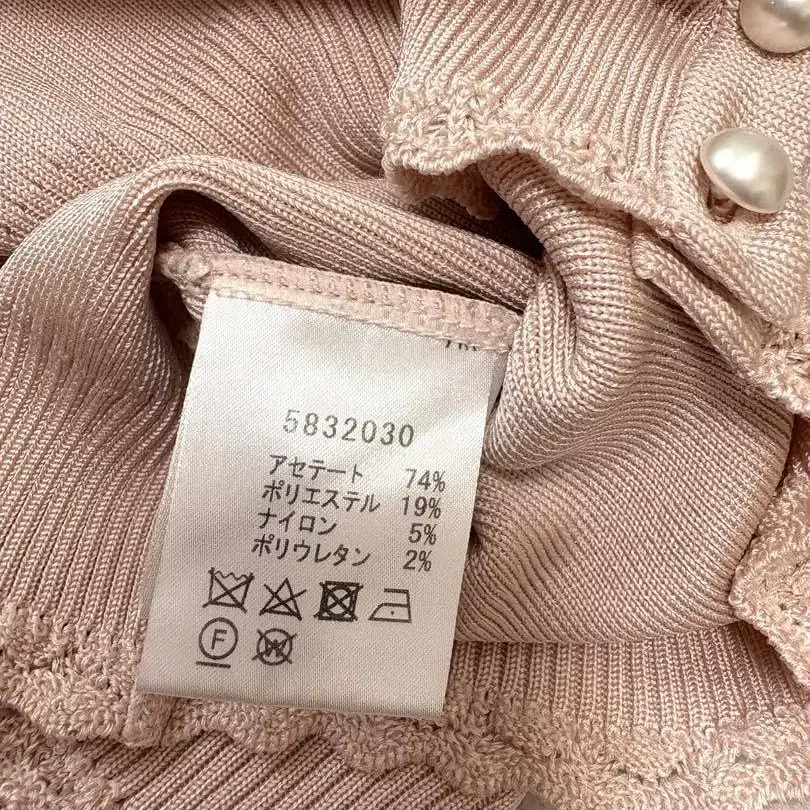 5832030
アセテート 74%
ポリエステル 19%
ナイロン 5%
ポリウレタン 2%
F
W